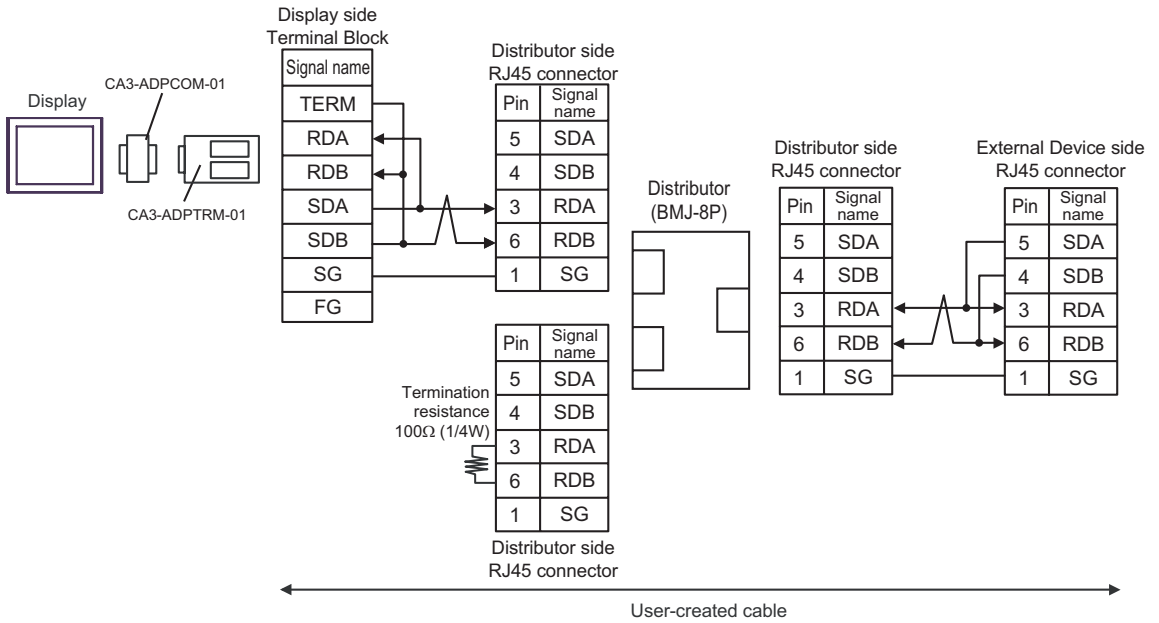 Display
CA3-ADPCOM-01
CA3-ADPTRM-01
Display side
Terminal Block
Signal name
TERM
RDA
RDB
SDA
SDB
SG
FG
Distributor side
RJ45 connector
Pin Signal name
5 SDA
4 SDB
3 RDA
6 RDB
1 SG
Termination
resistance
100Ω (1/4W)
Pin Signal name
5 SDA
4 SDB
3 RDA
6 RDB
1 SG
Distributor side
RJ45 connector
Distributor
(BMJ-8P)
Distributor side
RJ45 connector
Pin Signal name
5 SDA
4 SDB
3 RDA
6 RDB
1 SG
External Device side
RJ45 connector
Pin Signal name
5 SDA
4 SDB
3 RDA
6 RDB
1 SG
User-created cable